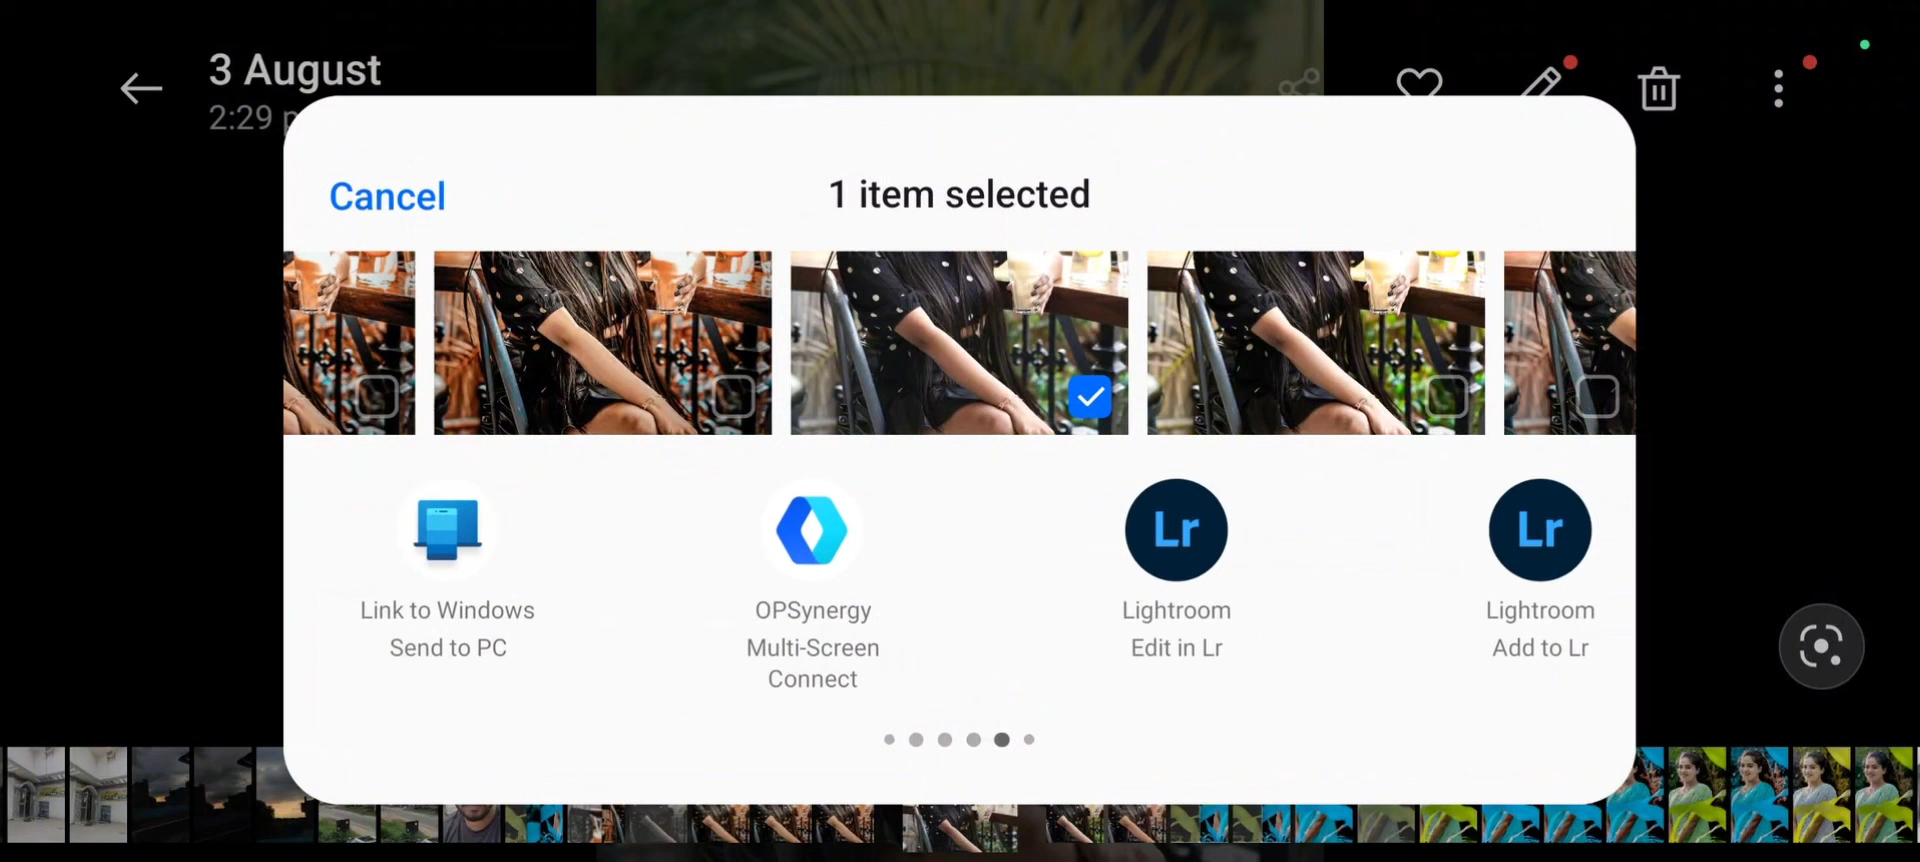 3 August
2:29 p
Cancel
1 item selected
Lr
Lr
Link to Windows
Send to PC
OPSynergy
Multi-Screen
Connect
Lightroom
Edit in Lr
Lightroom
Add to Lr